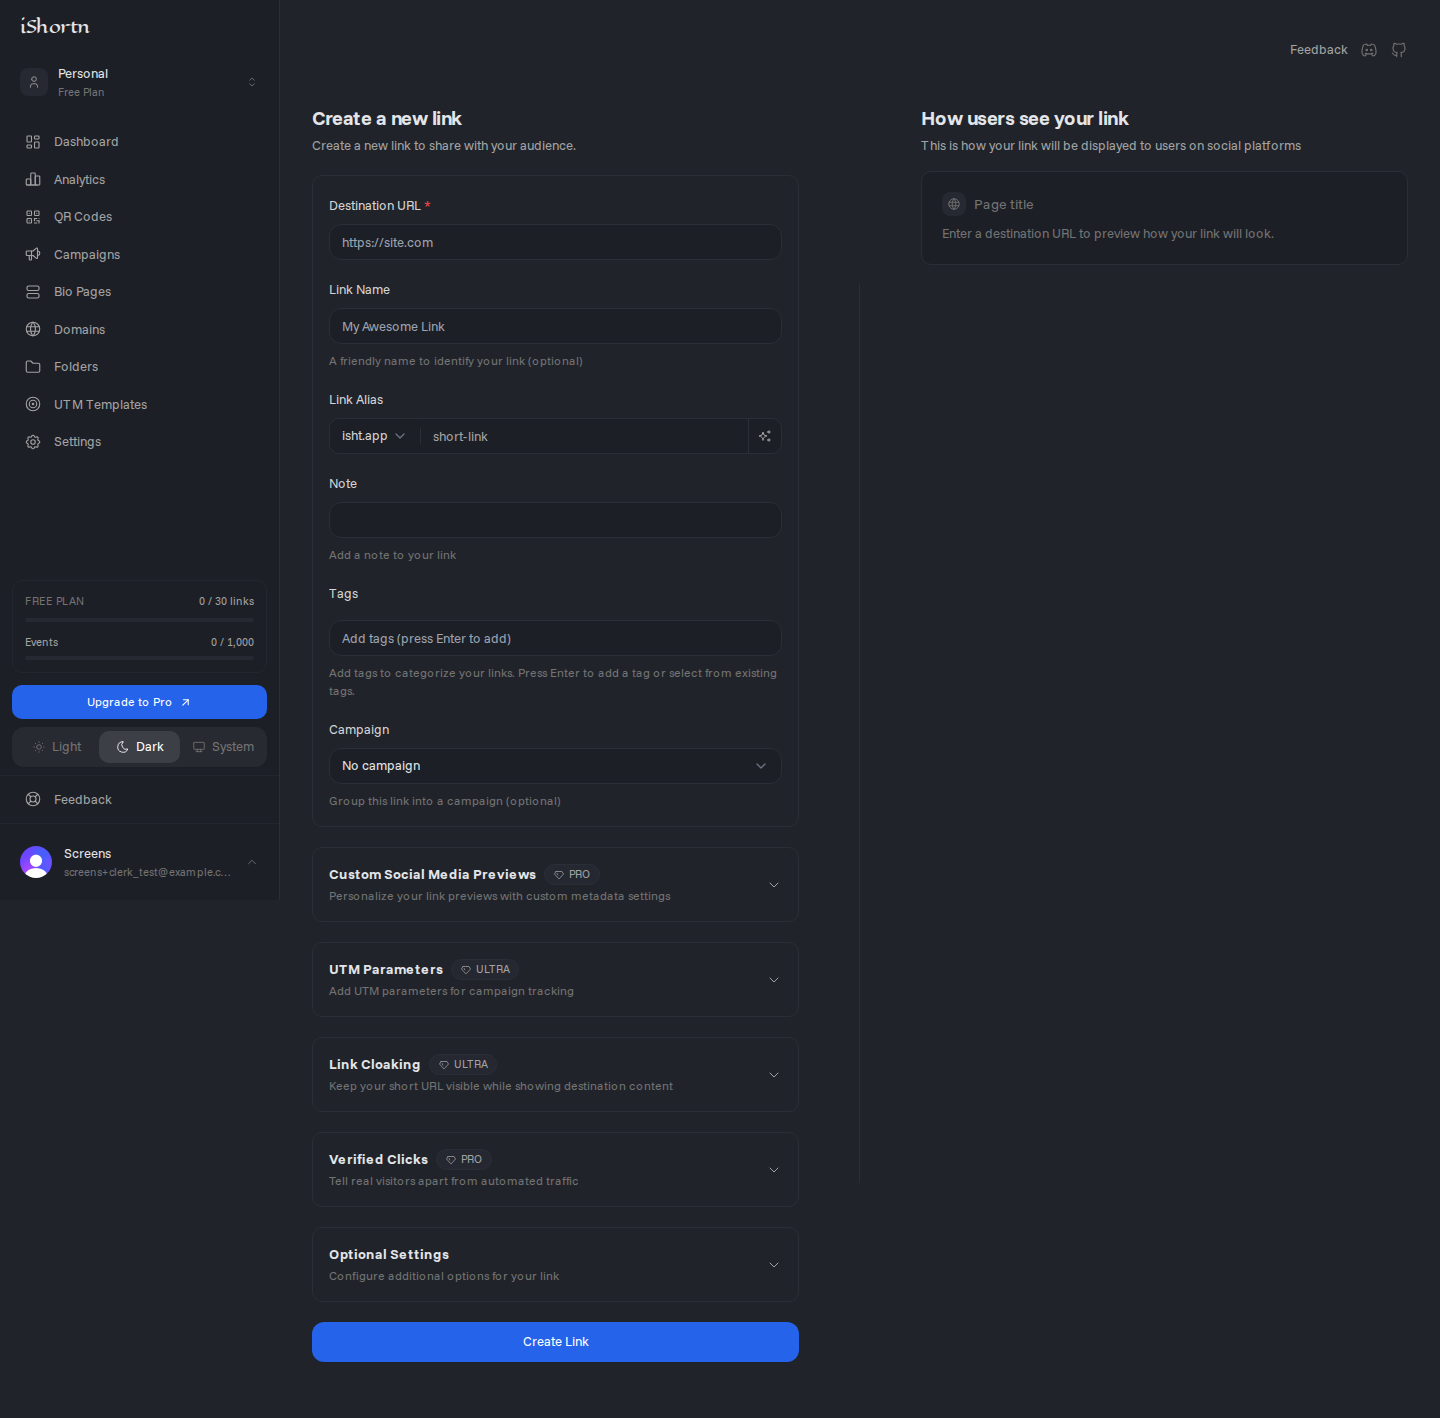 iShortn
Personal
Free Plan
Dashboard
Analytics
QR Codes
Campaigns
Bio Pages
Domains
Folders
UTM Templates
Settings
FREE PLAN 0 / 30 links
Events 0 / 1,000
Upgrade to Pro
Light Dark System
Feedback
Screens
screens+clerk_test@example.c...
Feedback
Create a new link
Create a new link to share with your audience.
Destination URL *
https://site.com
Link Name
My Awesome Link
A friendly name to identify your link (optional)
Link Alias
isht.app short-link
Note
Add a note to your link
Tags
Add tags (press Enter to add)
Add tags to categorize your links. Press Enter to add a tag or select from existing
tags.
Campaign
No campaign
Group this link into a campaign (optional)
Custom Social Media Previews PRO
Personalize your link previews with custom metadata settings
UTM Parameters ULTRA
Add UTM parameters for campaign tracking
Link Cloaking ULTRA
Keep your short URL visible while showing destination content
Verified Clicks PRO
Tell real visitors apart from automated traffic
Optional Settings
Configure additional options for your link
Create Link
How users see your link
This is how your link will be displayed to users on social platforms
Page title
Enter a destination URL to preview how your link will look.